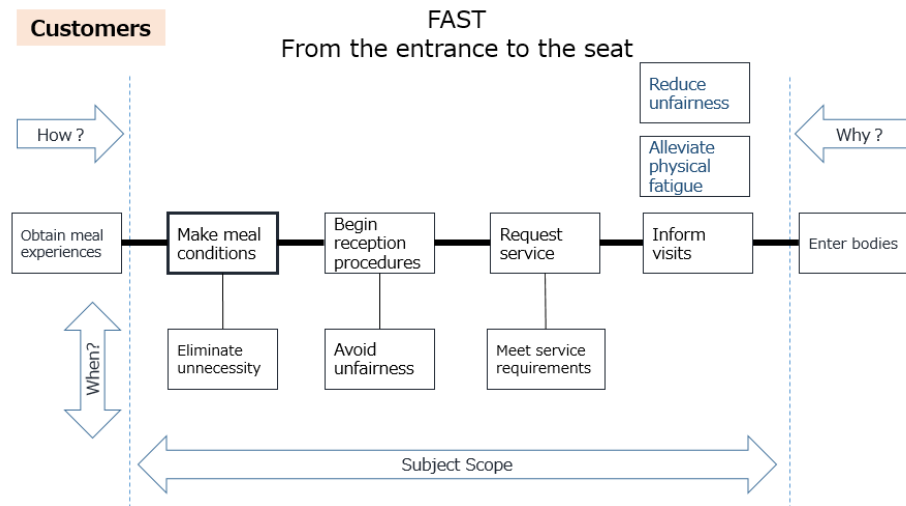 Customers
FAST
From the entrance to the seat
Reduce
unfairness
How ?
Why ?
Alleviate
physical
fatigue
Obtain meal
experiences
Make meal
conditions
Begin
reception
procedures
Request
service
Inform
visits
Enter bodies
When?
Eliminate
unnecessity
Avoid
unfairness
Meet service
requirements
Subject Scope